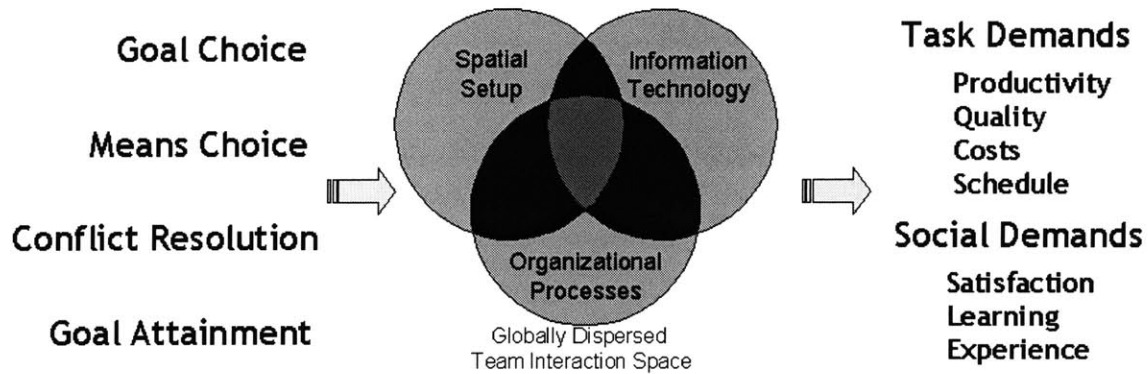 Goal Choice
Means Choice
Conflict Resolution
Goal Attainment
Spatial
Setup
Information
Technology
Organizational
Processes
Globally Dispersed
Team Interaction Space
Task Demands
Productivity
Quality
Costs
Schedule
Social Demands
Satisfaction
Learning
Experience